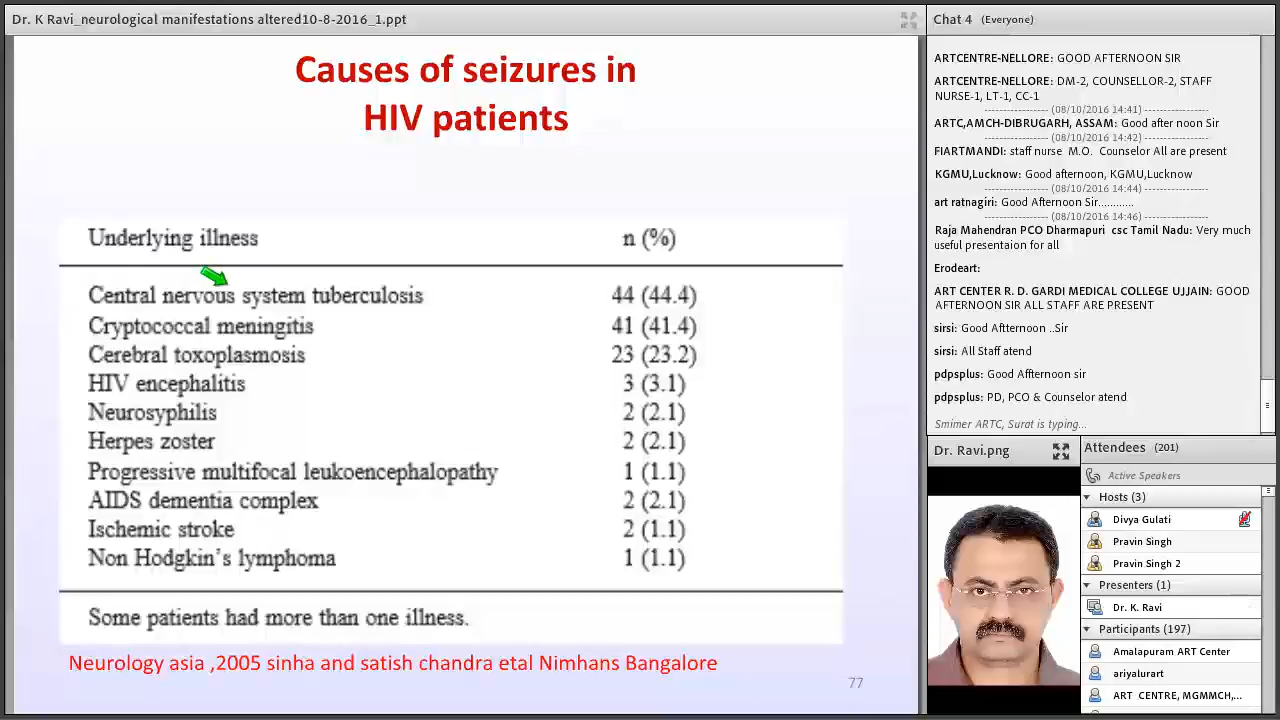 Dr. K Ravi_neurological manifestations altered10-8-2016_1.ppt
Causes of seizures in
HIV patients
Underlying illness n (%)
Central nervous system tuberculosis 44 (44.4)
Cryptococcal meningitis 41 (41.4)
Cerebral toxoplasmosis 23 (23.2)
HIV encephalitis 3 (3.1)
Neurosyphilis 2 (2.1)
Herpes zoster 2 (2.1)
Progressive multifocal leukoencephalopathy 1 (1.1)
AIDS dementia complex 2 (2.1)
Ischemic stroke 2 (1.1)
Non Hodgkin's lymphoma 1 (1.1)
Some patients had more than one illness.
Neurology asia ,2005 sinha and satish chandra etal Nimhans Bangalore
77
Chat 4 (Everyone)
ARTCENTRE-NELLORE: GOOD AFTERNOON SIR
ARTCENTRE-NELLORE: DM-2, COUNSELLOR-2, STAFF
NURSE-1, LT-1, CC-1
------------------ (08/10/2016 14:41) ------------------
ARTC,AMCH-DIBRUGARH, ASSAM: Good after noon Sir
------------------ (08/10/2016 14:42) ------------------
FIARTMANDI: staff nurse M.O. Counselor All are present
KGMU,Lucknow: Good afternoon, KGMU,Lucknow
------------------ (08/10/2016 14:44) ------------------
art ratnagiri: Good Afternoon Sir............
------------------ (08/10/2016 14:46) ------------------
Raja Mahendran PCO Dharmapuri csc Tamil Nadu: Very much
useful presentaion for all
Erodeart:
ART CENTER R. D. GARDI MEDICAL COLLEGE UJJAIN: GOOD
AFTERNOON SIR ALL STAFF ARE PRESENT
sirsi: Good Adfternoon ..Sir
sirsi: All Staff atend
pdpsplus: Good Affternoon sir
pdpsplus: PD, PCO & Counselor atend
Smimer ARTC, Surat is typing...
Dr. Ravi.png
Attendees (201)
Active Speakers
Hosts (3)
Divya Gulati
Pravin Singh
Pravin Singh 2
Presenters (1)
Dr. K. Ravi
Participants (197)
Amalapuram ART Center
ariyalurart
ART CENTRE, MGMMCH,...